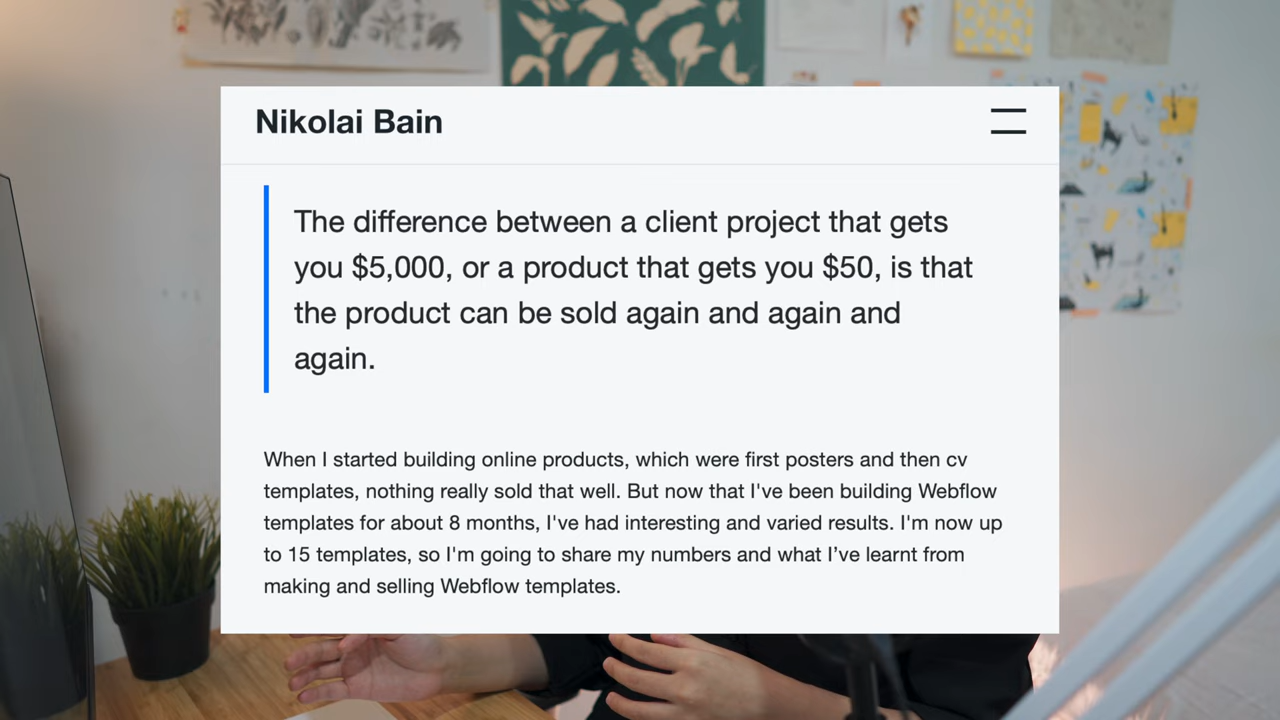 Nikolai Bain
The difference between a client project that gets
you $5,000, or a product that gets you $50, is that
the product can be sold again and again and
again.
When I started building online products, which were first posters and then cv
templates, nothing really sold that well. But now that I've been building Webflow
templates for about 8 months, I've had interesting and varied results. I'm now up
to 15 templates, so I'm going to share my numbers and what I’ve learnt from
making and selling Webflow templates.